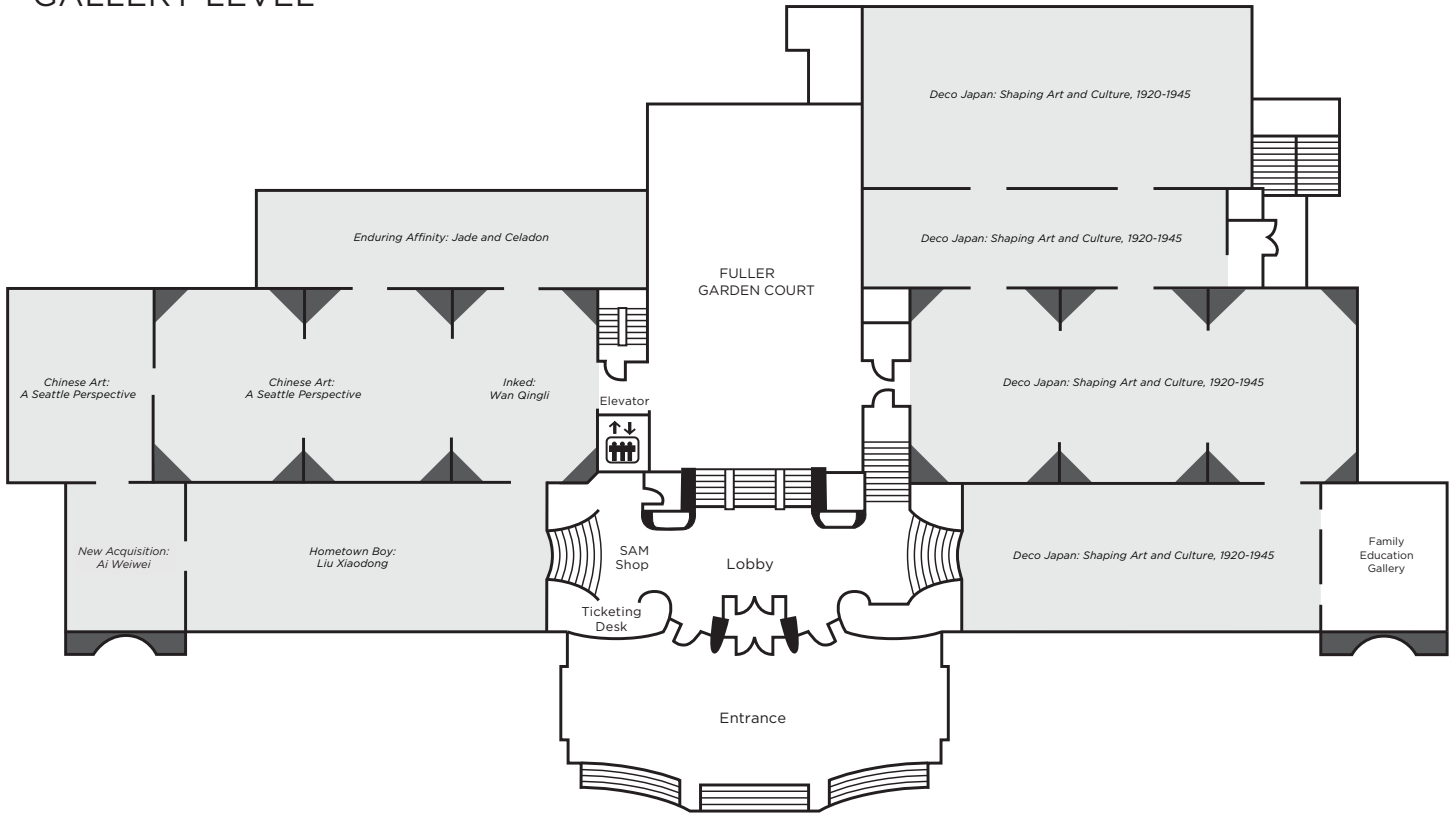 GALLERY LEVEL
Deco Japan: Shaping Art and Culture, 1920-1945
Enduring Affinity: Jade and Celadon
Deco Japan: Shaping Art and Culture, 1920-1945
FULLER
GARDEN COURT
Chinese Art:
A Seattle Perspective
Chinese Art:
A Seattle Perspective
Inked:
Wan Qingli
Elevator
Deco Japan: Shaping Art and Culture, 1920-1945
New Acquisition:
Ai Weiwei
Hometown Boy:
Liu Xiaodong
SAM
Shop
Lobby
Ticketing
Desk
Deco Japan: Shaping Art and Culture, 1920-1945
Family
Education
Gallery
Entrance